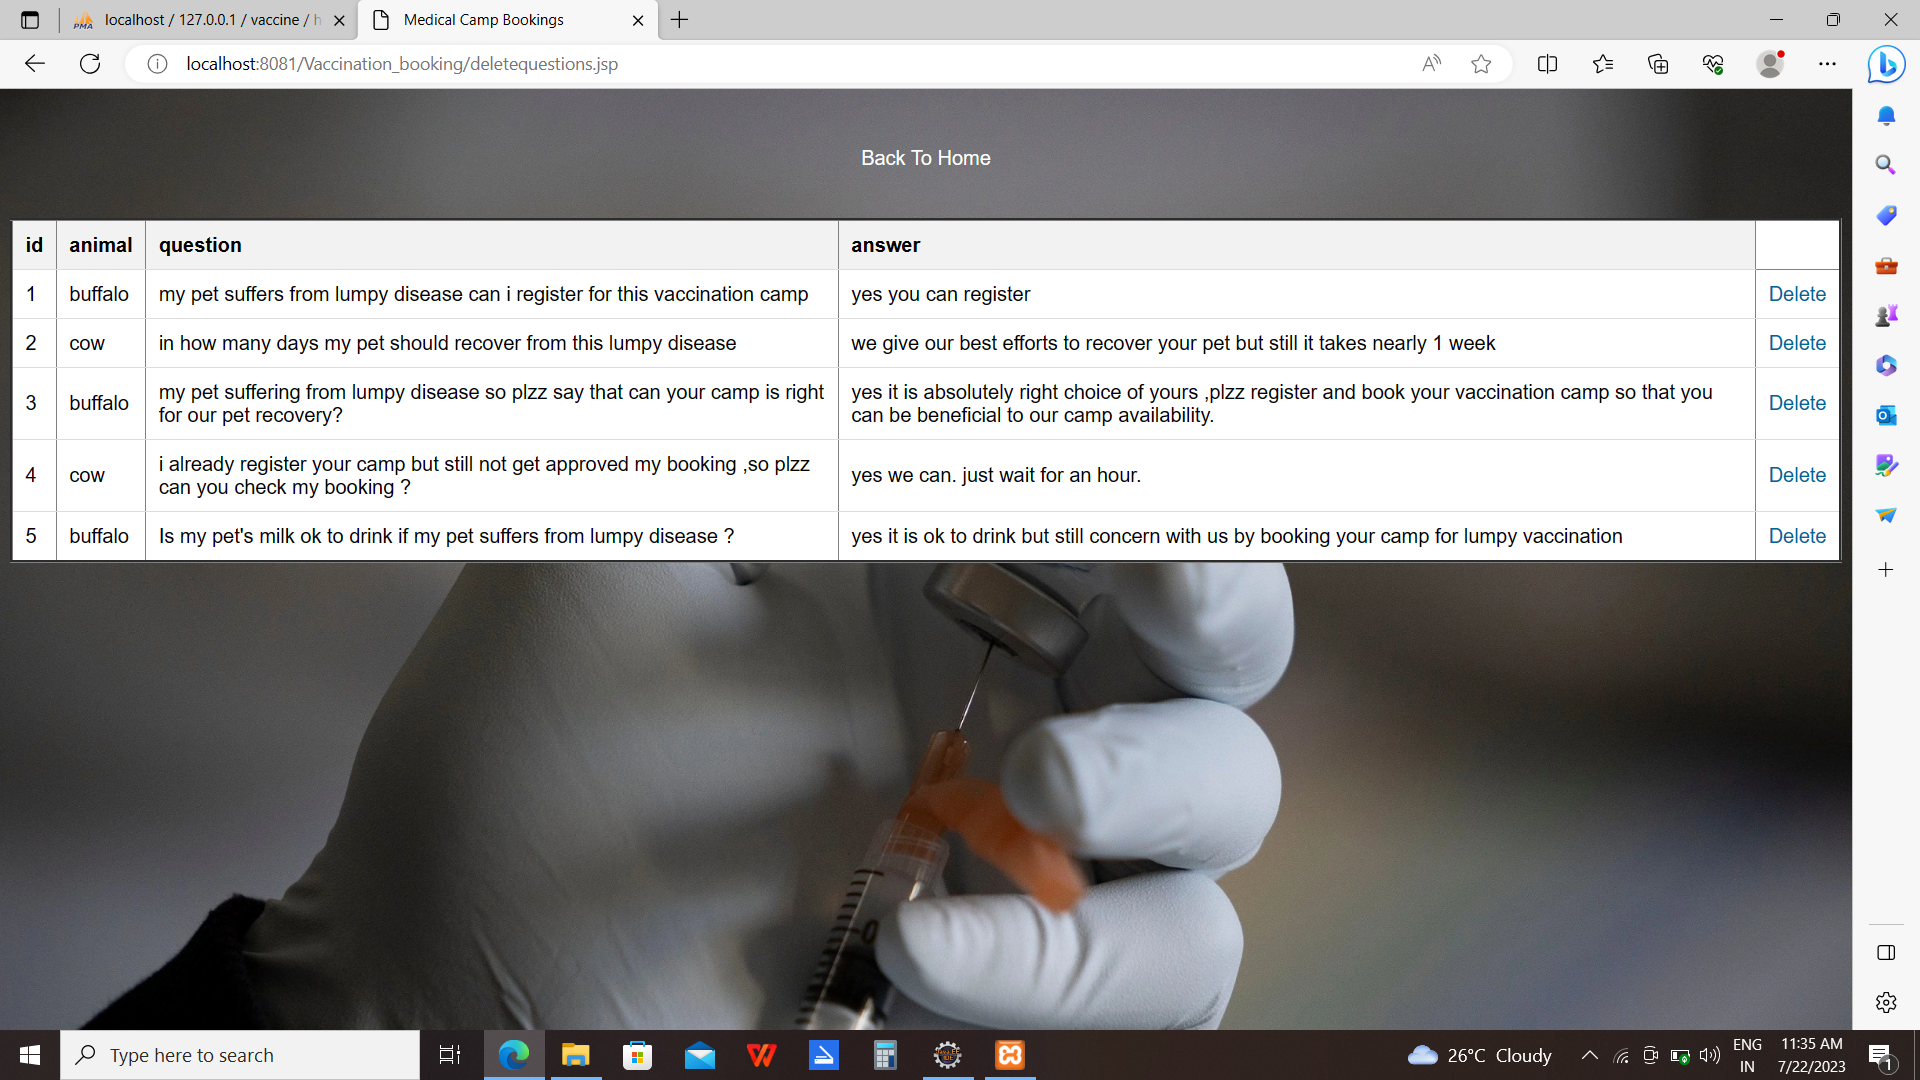 localhost / 127.0.0.1 / vaccine / h
Medical Camp Bookings
localhost:8081/Vaccination_booking/deletequestions.jsp
Back To Home
id animal question answer
1 buffalo my pet suffers from lumpy disease can i register for this vaccination camp yes you can register Delete
2 cow in how many days my pet should recover from this lumpy disease we give our best efforts to recover your pet but still it takes nearly 1 week Delete
3 buffalo my pet suffering from lumpy disease so plzz say that can your camp is right yes it is absolutely right choice of yours ,plzz register and book your vaccination camp so that you Delete
for our pet recovery? can be beneficial to our camp availability.
4 cow i already register your camp but still not get approved my booking ,so plzz yes we can. just wait for an hour. Delete
can you check my booking ?
5 buffalo Is my pet's milk ok to drink if my pet suffers from lumpy disease ? yes it is ok to drink but still concern with us by booking your camp for lumpy vaccination Delete
Type here to search
26°C Cloudy
ENG
IN
11:35 AM
7/22/2023
1